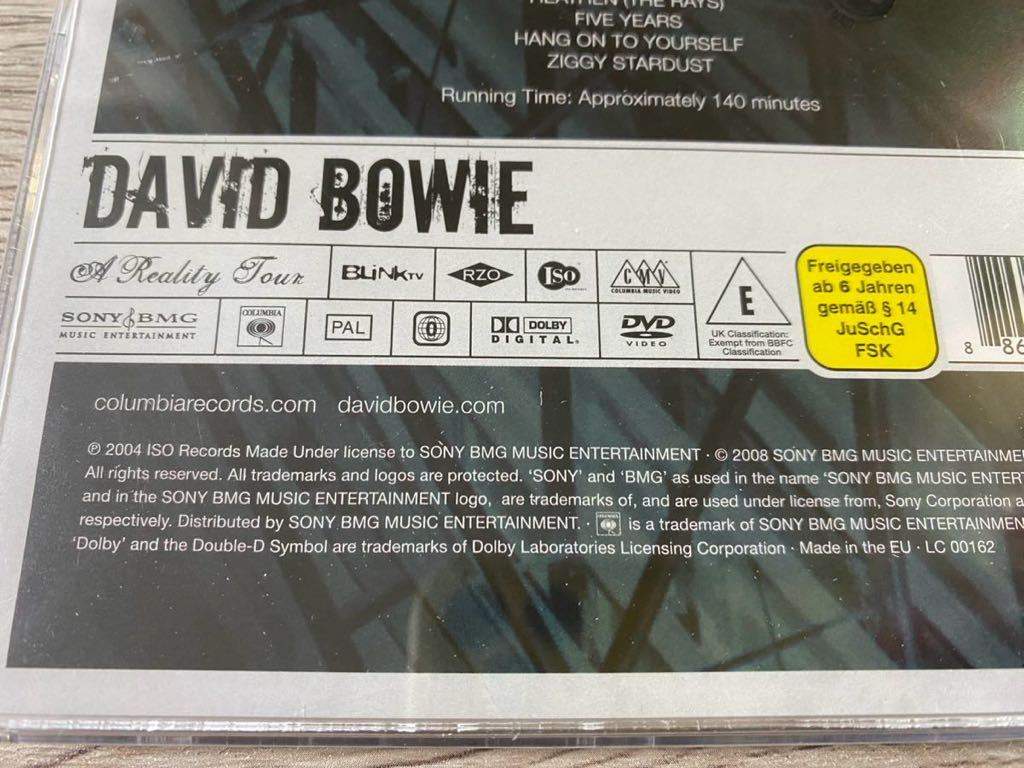 HEATHEN (THE RAYS)
FIVE YEARS
HANG ON TO YOURSELF
ZIGGY STARDUST
Running Time: Approximately 140 minutes
DAVID BOWIE
A Reality Tour
BLiNK TV
RZO
ISO
CMV
COLUMBIA MUSIC VIDEO
E
UK Classification:
Exempt from BBFC
Classification
Freigegeben
ab 6 Jahren
gemäß § 14
JuSchG
FSK
SONY BMG
MUSIC ENTERTAINMENT
COLUMBIA
PAL
0
DOLBY
DIGITAL
DVD
VIDEO
8 86
columbiarecords.com davidbowie.com
℗ 2004 ISO Records Made Under license to SONY BMG MUSIC ENTERTAINMENT · © 2008 SONY BMG MUSIC ENTERTAINME
All rights reserved. All trademarks and logos are protected. ‘SONY’ and ‘BMG’ as used in the name ‘SONY BMG MUSIC ENTER
and in the SONY BMG MUSIC ENTERTAINMENT logo, are trademarks of, and are used under license from, Sony Corporation a
respectively. Distributed by SONY BMG MUSIC ENTERTAINMENT. · is a trademark of SONY BMG MUSIC ENTERTAINMEN
‘Dolby’ and the Double-D Symbol are trademarks of Dolby Laboratories Licensing Corporation · Made in the EU · LC 00162